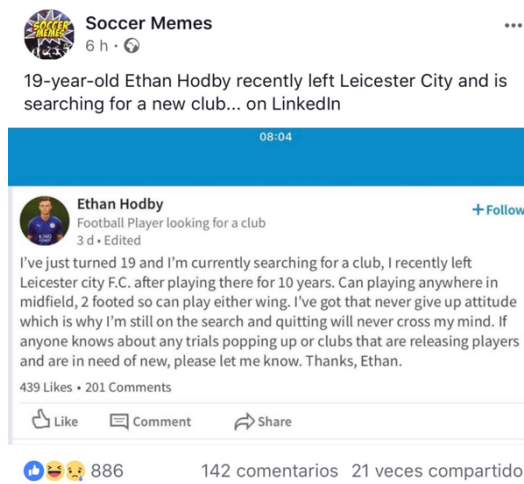 SOCCER MEMES
Soccer Memes
6 h ·
19-year-old Ethan Hodby recently left Leicester City and is
searching for a new club... on LinkedIn
08:04
Ethan Hodby
+Follow
Football Player looking for a club
3 d • Edited
I've just turned 19 and I'm currently searching for a club, I recently left
Leicester city F.C. after playing there for 10 years. Can playing anywhere in
midfield, 2 footed so can play either wing. I've got that never give up attitude
which is why I'm still on the search and quitting will never cross my mind. If
anyone knows about any trials popping up or clubs that are releasing players
and are in need of new, please let me know. Thanks, Ethan.
439 Likes • 201 Comments
Like Comment Share
886 142 comentarios 21 veces compartido